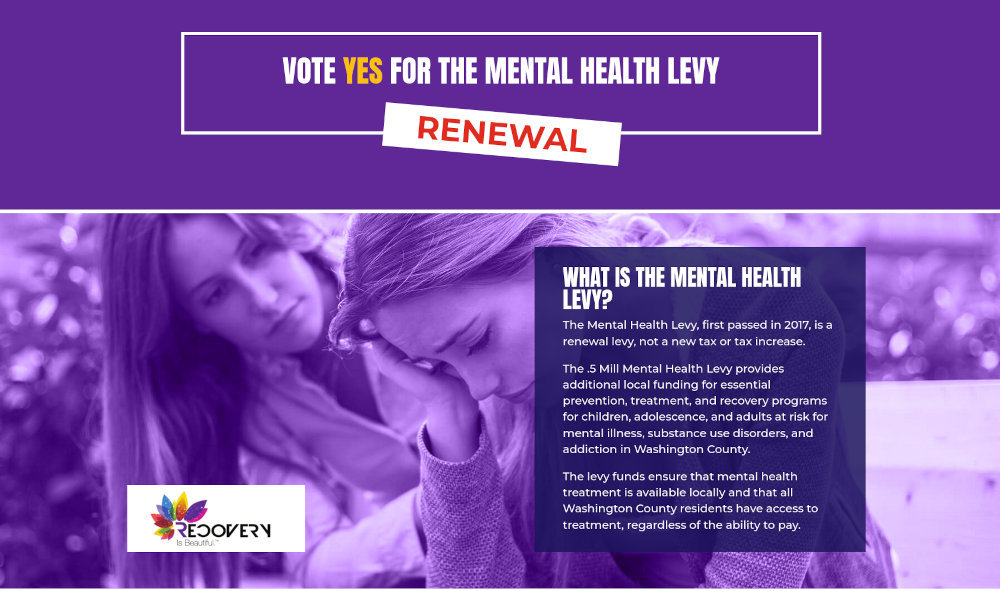 VOTE YES FOR THE MENTAL HEALTH LEVY
RENEWAL
WHAT IS THE MENTAL HEALTH
LEVY?
The Mental Health Levy, first passed in 2017, is a
renewal levy, not a new tax or tax increase.
The .5 Mill Mental Health Levy provides
additional local funding for essential
prevention, treatment, and recovery programs
for children, adolescence, and adults at risk for
mental illness, substance use disorders, and
addiction in Washington County.
The levy funds ensure that mental health
treatment is available locally and that all
Washington County residents have access to
treatment, regardless of the ability to pay.
RECOVERY
Is Beautiful.™